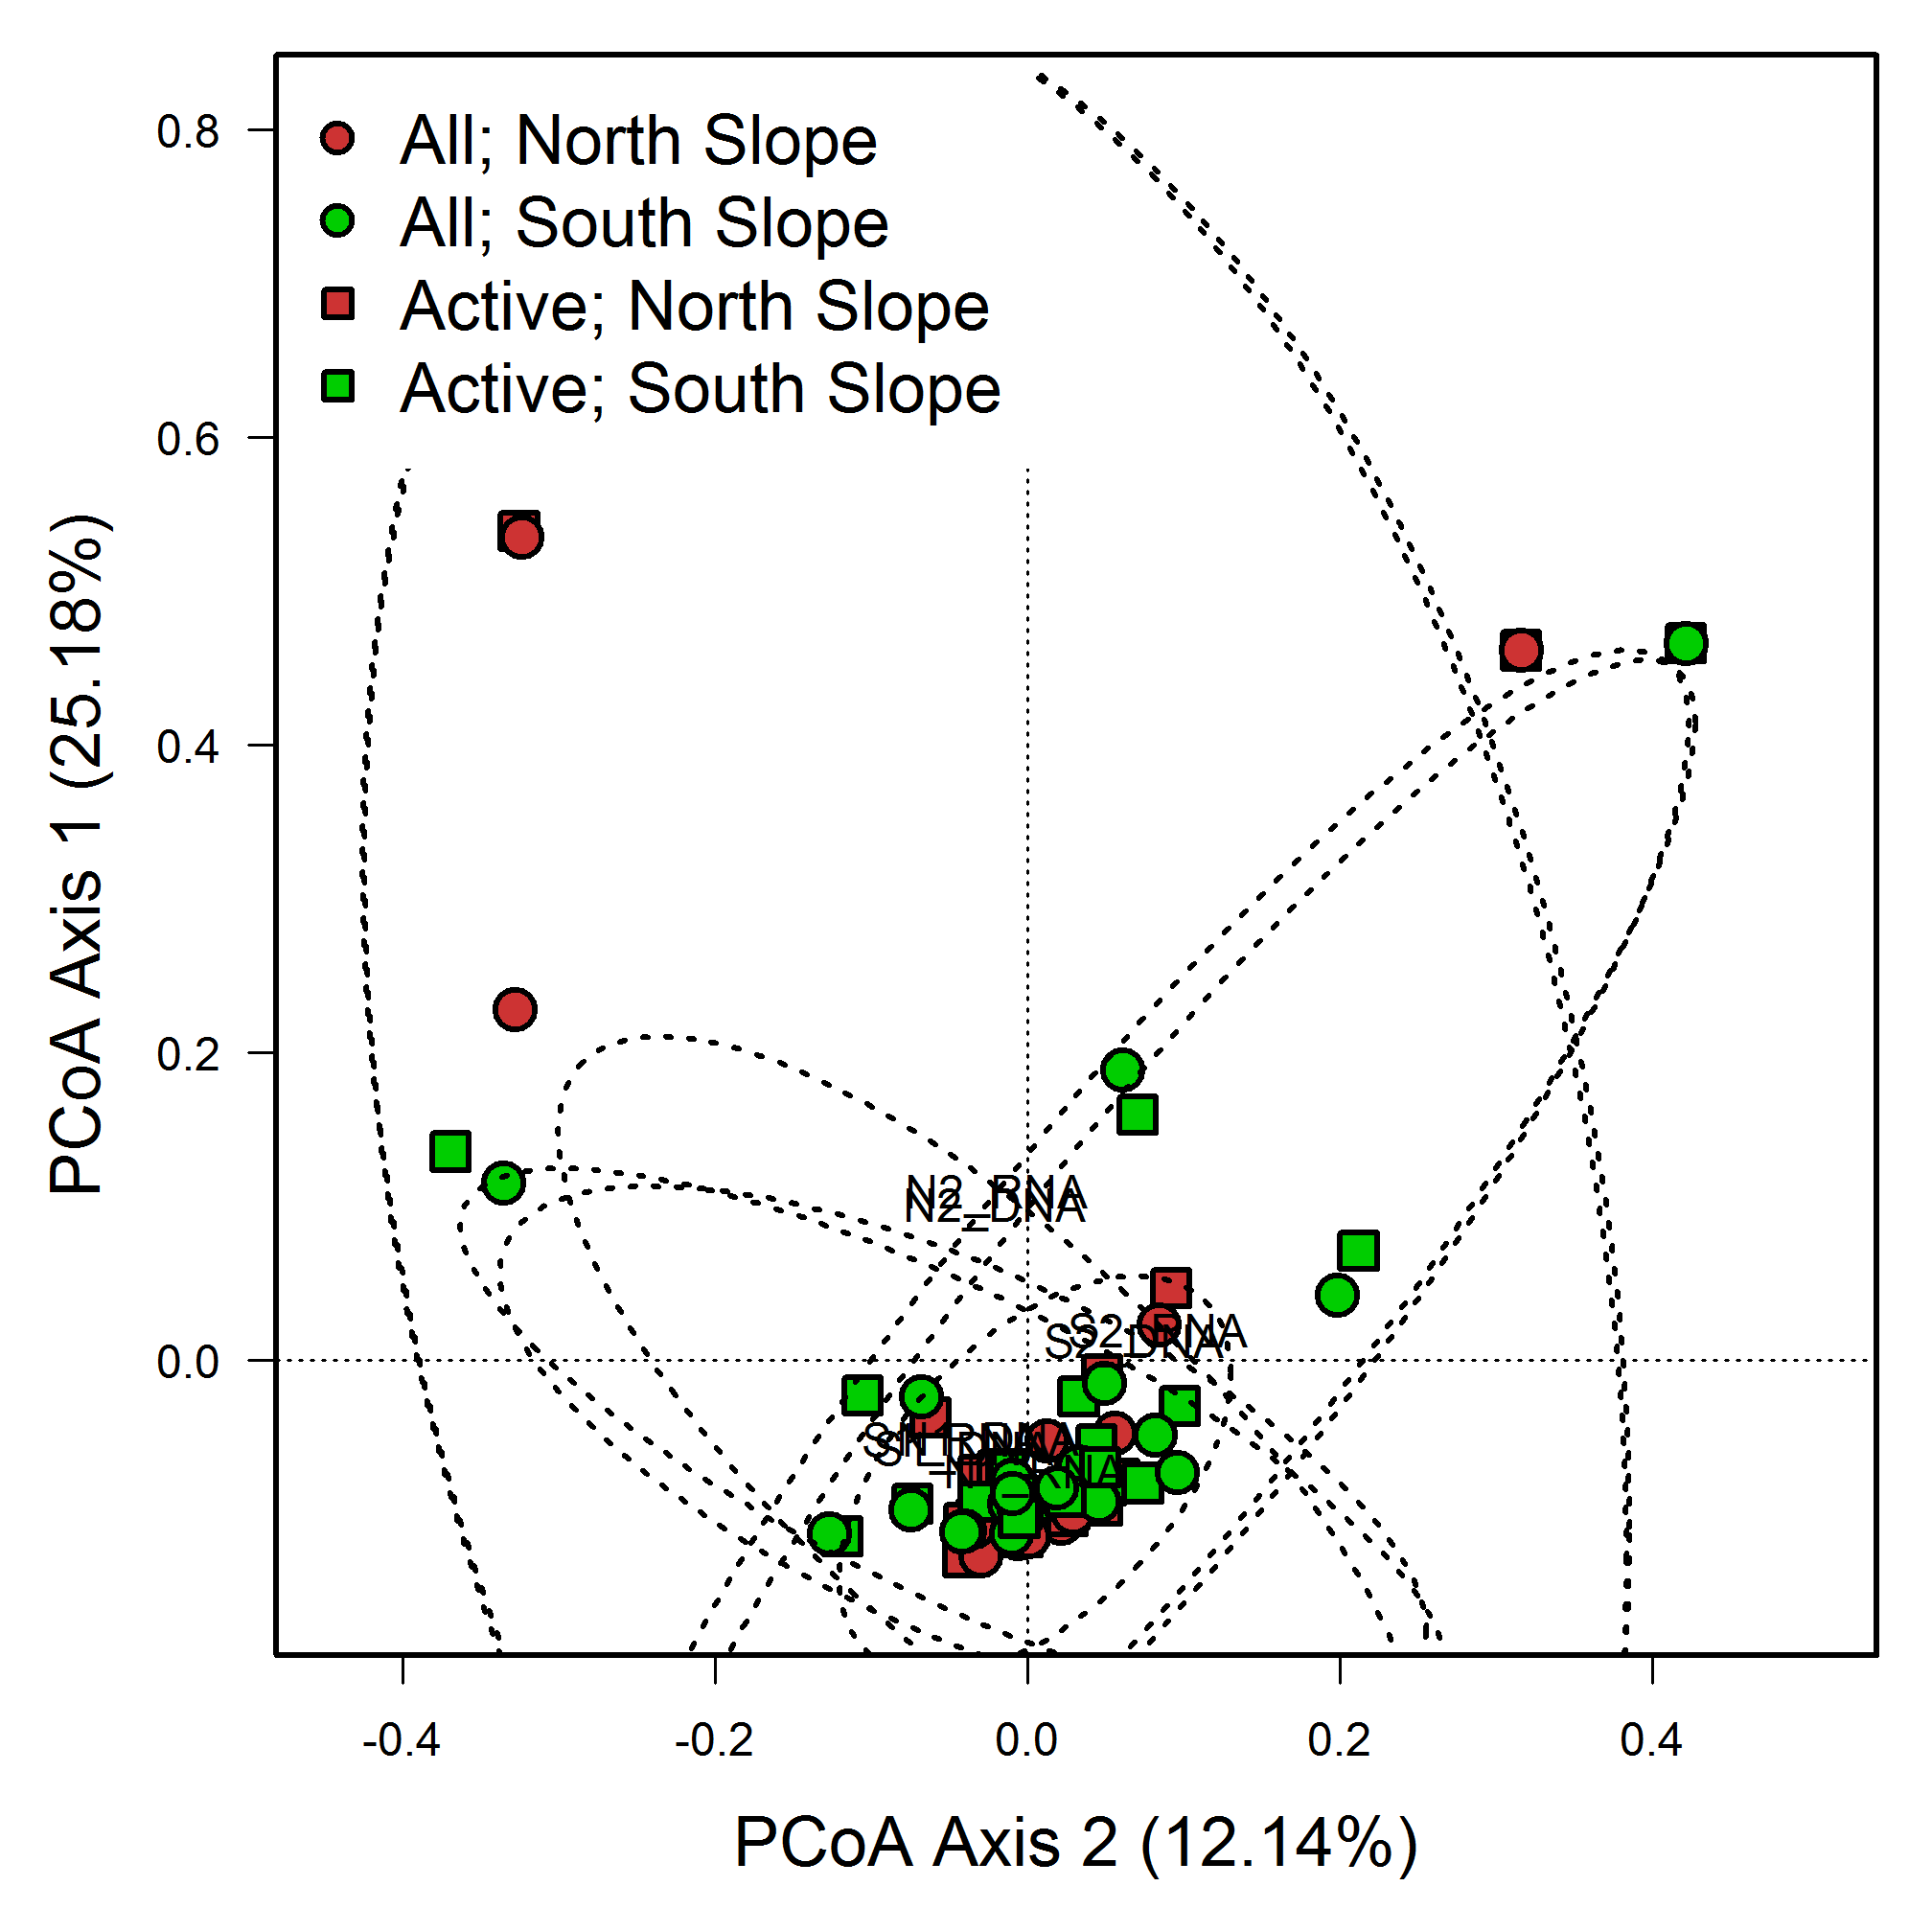 All; North Slope
All; South Slope
Active; North Slope
Active; South Slope
0.8
0.6
0.4
0.2
0.0
PCoA Axis 1 (25.18%)
N2_RNA
N2_DNA
S2_RNA
S2_DNA
-0.4 -0.2 0.0 0.2 0.4
PCoA Axis 2 (12.14%)